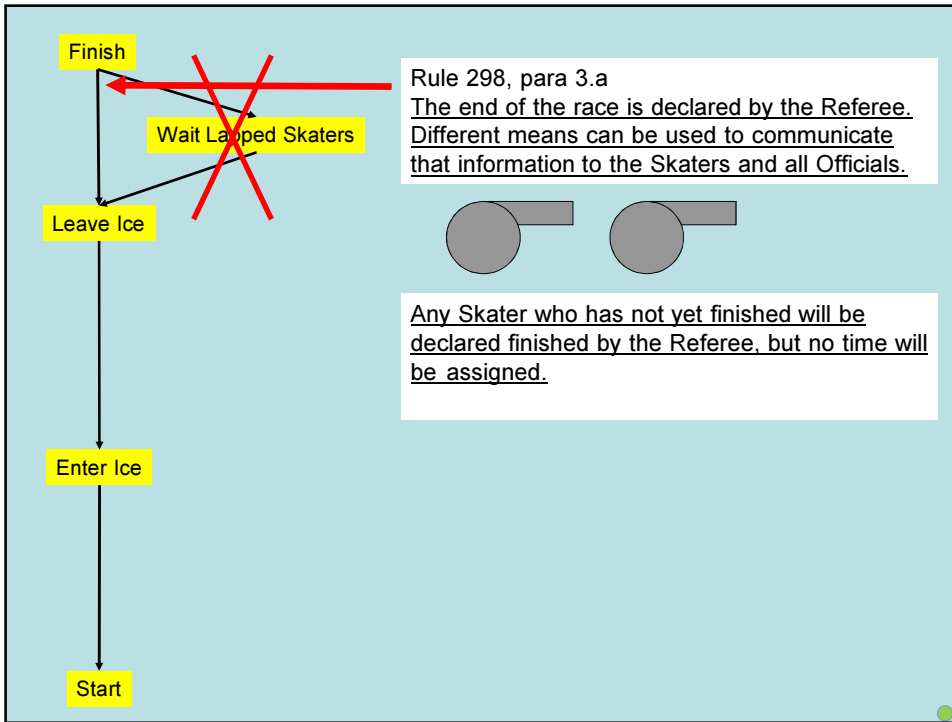 Finish
Wait Lapped Skaters
Leave Ice
Enter Ice
Start
Rule 298, para 3.a
The end of the race is declared by the Referee.
Different means can be used to communicate
that information to the Skaters and all Officials.
Any Skater who has not yet finished will be
declared finished by the Referee, but no time will
be assigned.